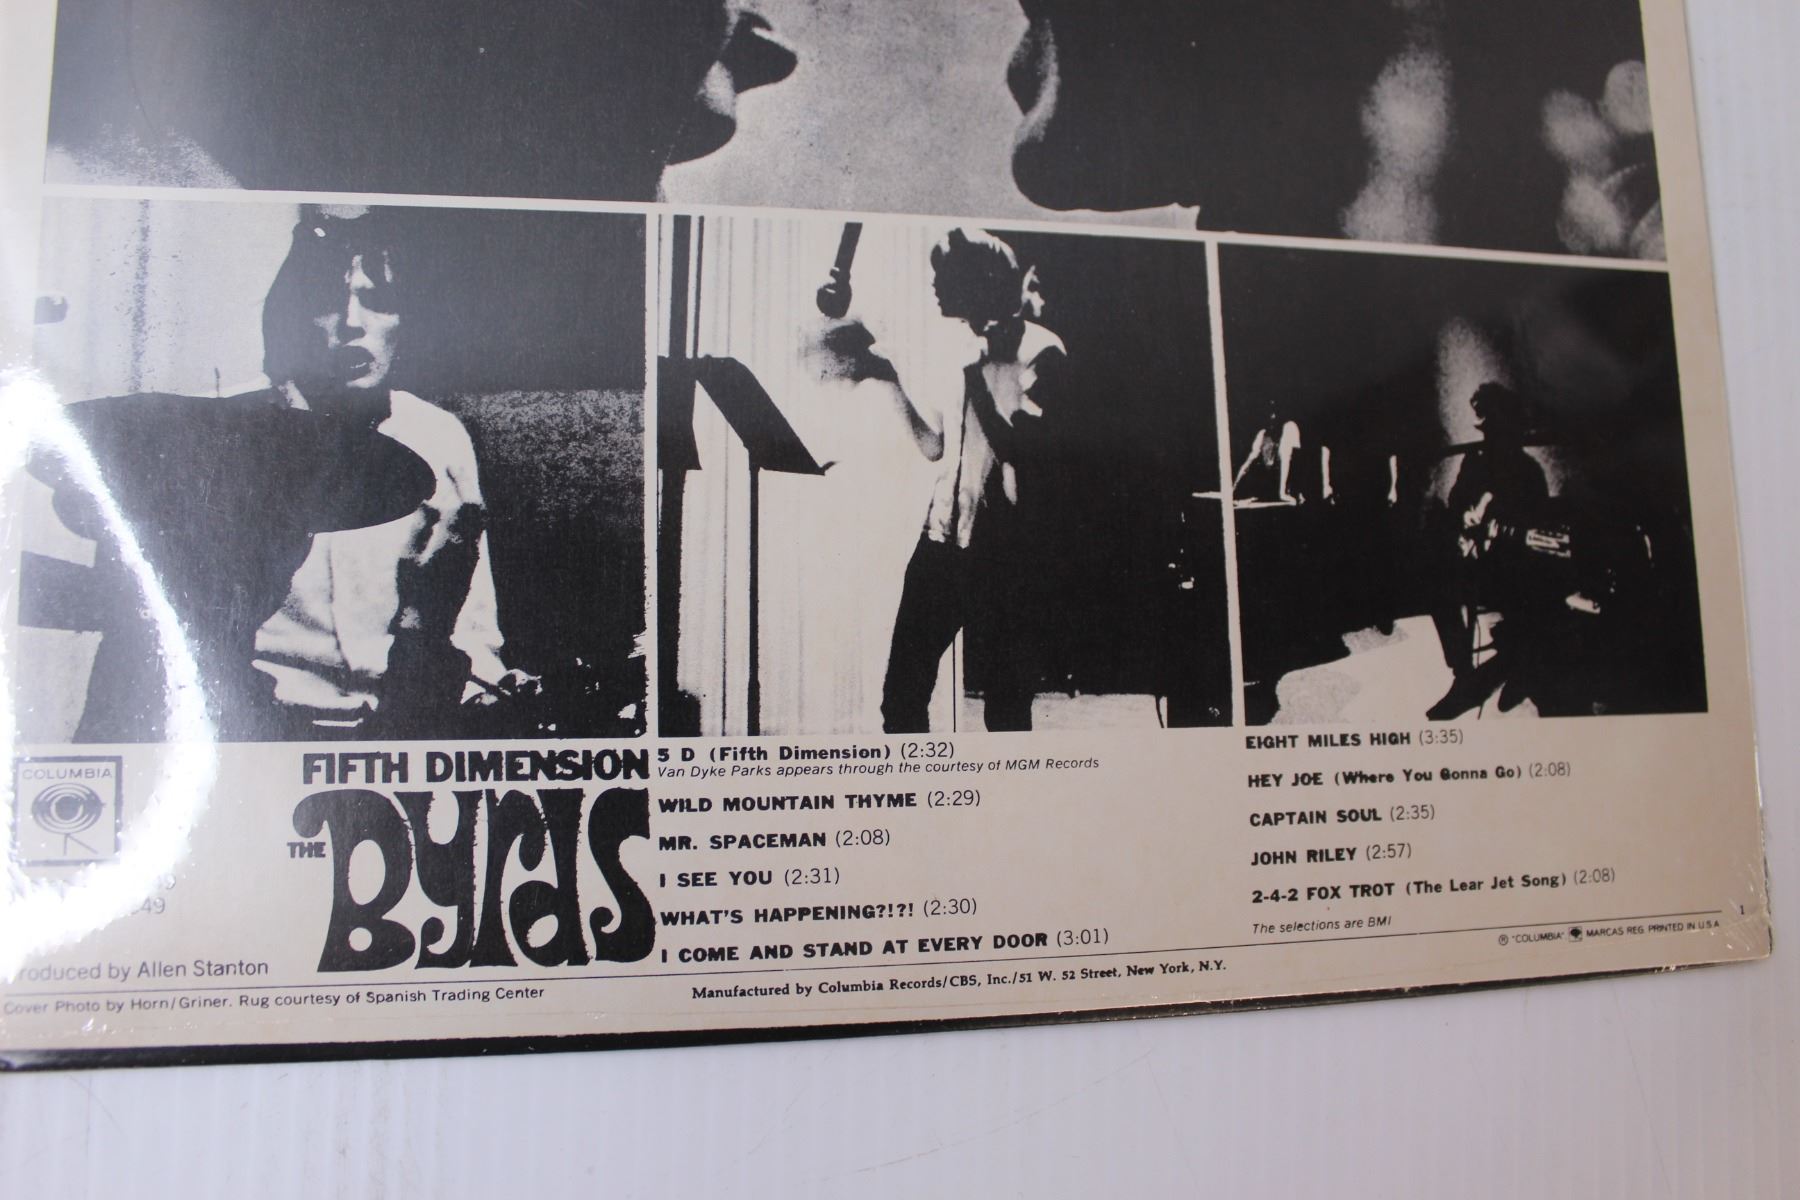 COLUMBIA
FIFTH DIMENSION
THE BYRDS
Produced by Allen Stanton
5 D (Fifth Dimension) (2:32)
Van Dyke Parks appears through the courtesy of MGM Records
WILD MOUNTAIN THYME (2:29)
MR. SPACEMAN (2:08)
I SEE YOU (2:31)
WHAT'S HAPPENING?!?! (2:30)
I COME AND STAND AT EVERY DOOR (3:01)
EIGHT MILES HIGH (3:35)
HEY JOE (Where You Gonna Go) (2:08)
CAPTAIN SOUL (2:35)
JOHN RILEY (2:57)
2-4-2 FOX TROT (The Lear Jet Song) (2:08)
The selections are BMI
1
Cover Photo by Horn/Griner. Rug courtesy of Spanish Trading Center
Manufactured by Columbia Records/CBS, Inc./51 W. 52 Street, New York, N.Y.
℗ "COLUMBIA", MARCAS REG. PRINTED IN U.S.A